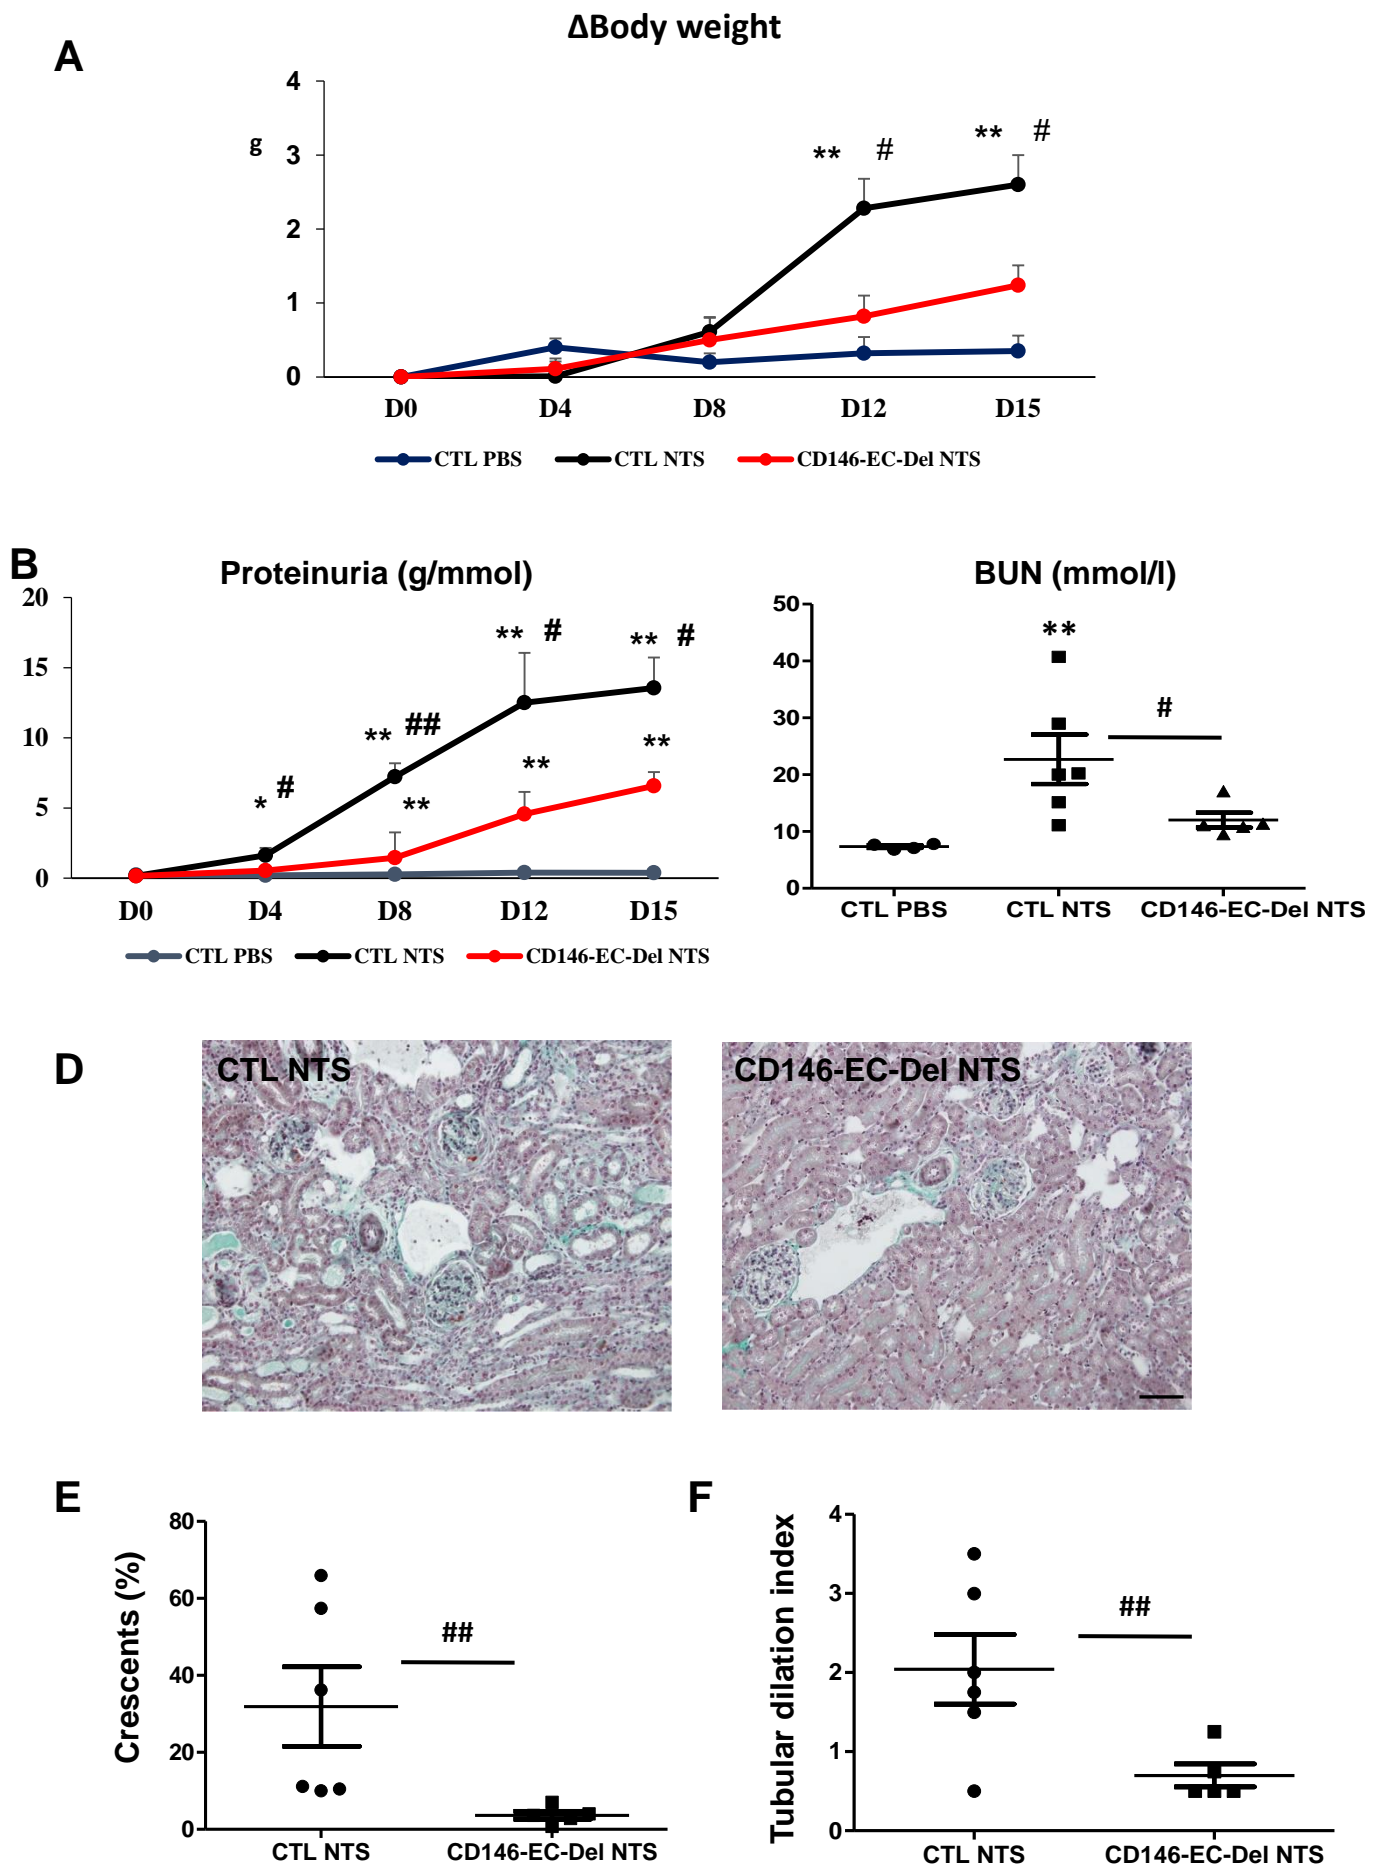 ΔBody weight
A
4
g
3
2
1
0
** #
** #
D0 D4 D8 D12 D15
CTL PBS CTL NTS CD146-EC-Del NTS
B
Proteinuria (g/mmol)
20
15
10
5
0
* #
** ##
** #
** #
**
**
**
D0 D4 D8 D12 D15
CTL PBS CTL NTS CD146-EC-Del NTS
BUN (mmol/l)
50
40
30
20
10
0
**
#
CTL PBS CTL NTS CD146-EC-Del NTS
D
CTL NTS
CD146-EC-Del NTS
E
Crescents (%)
80
60
40
20
0
##
CTL NTS CD146-EC-Del NTS
F
Tubular dilation index
4
3
2
1
0
##
CTL NTS CD146-EC-Del NTS